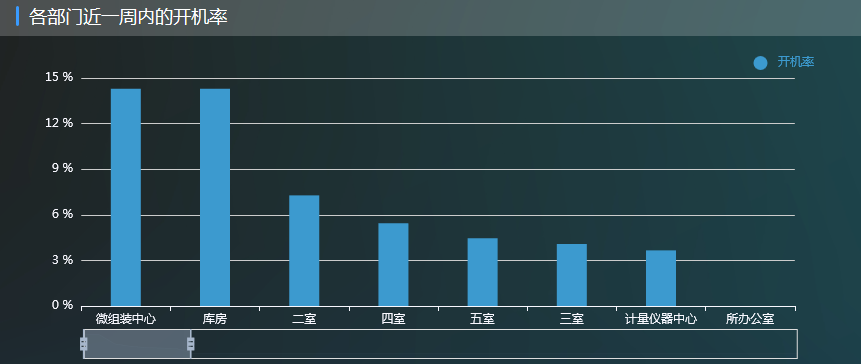 各部门近一周内的开机率
开机率
15 %
12 %
9 %
6 %
3 %
0 %
微组装中心 库房 二室 四室 五室 三室 计量仪器中心 所办公室